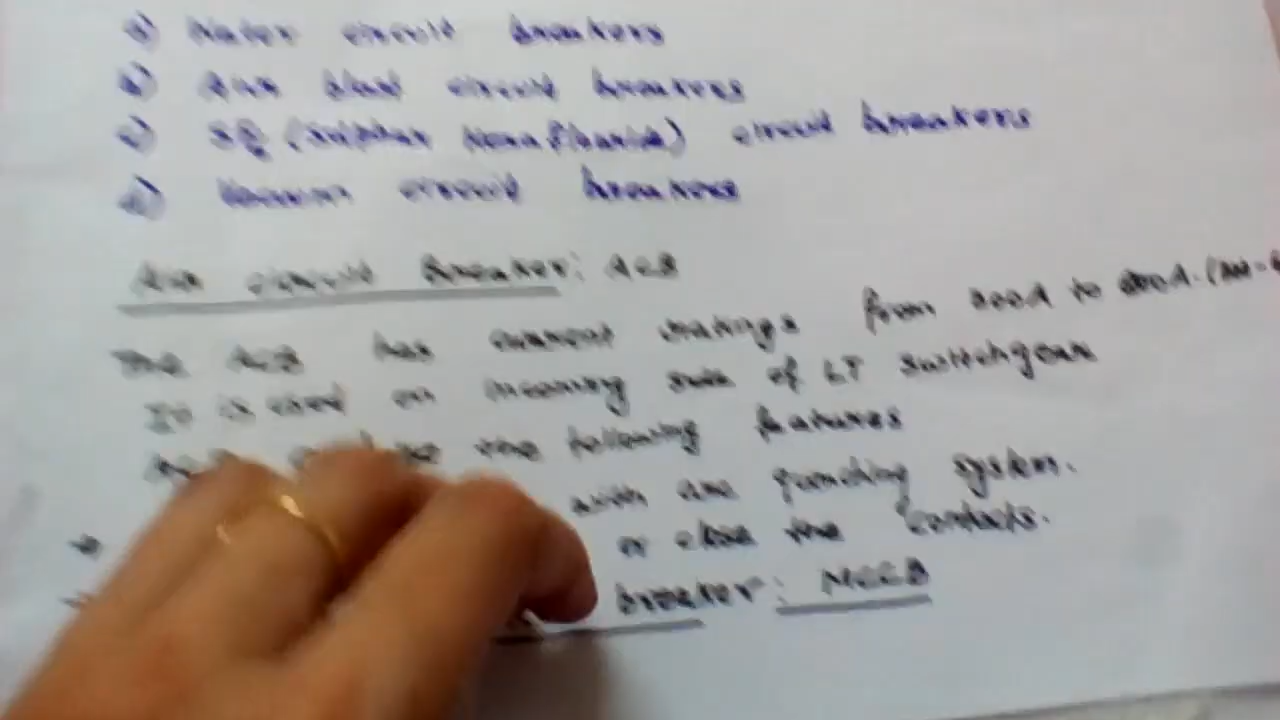 a) Water circuit breakers
b) Air blast circuit breakers
c) SF6 (sulphur Hexa fluoride) circuit breakers
d) Vacuum circuit breakers
Air circuit Breaker: ACB
The ACB has current ratings from to
It is used on incoming side of LT switchgear
the following features
with arc quenching system.
or close the contacts.
breaker: MCCB